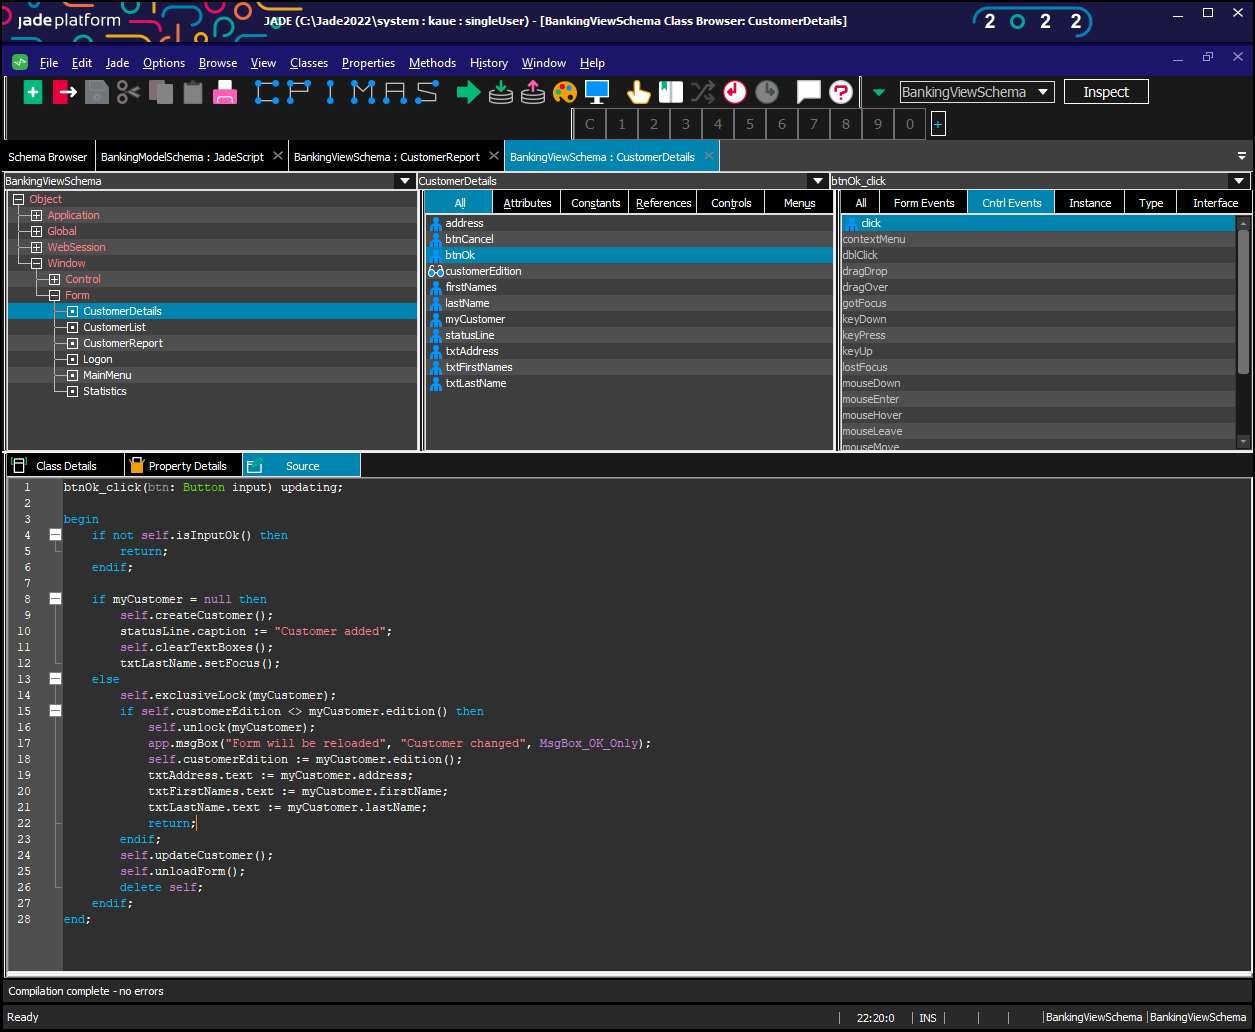 jade platform
JADE (C:\Jade2022\system : kaue : singleUser) - [BankingViewSchema Class Browser: CustomerDetails]
2 0 2 2
File Edit Jade Options Browse View Classes Properties Methods History Window Help
BankingViewSchema
Inspect
C 1 2 3 4 5 6 7 8 9 0 +
Schema Browser
BankingModelSchema : JadeScript
BankingViewSchema : CustomerReport
BankingViewSchema : CustomerDetails
BankingViewSchema
Object
Application
Global
WebSession
Window
Control
Form
CustomerDetails
CustomerList
CustomerReport
Logon
MainMenu
Statistics
CustomerDetails
All Attributes Constants References Controls Menus
address
btnCancel
btnOk
customerEdition
firstNames
lastName
myCustomer
statusLine
txtAddress
txtFirstNames
txtLastName
btnOk_click
All Form Events Cntrl Events Instance Type Interface
click
contextMenu
dblClick
dragDrop
dragOver
gotFocus
keyDown
keyPress
keyUp
lostFocus
mouseDown
mouseEnter
mouseHover
mouseLeave
mouseMove
Class Details Property Details Source
1 btnOk_click(btn: Button input) updating;
2
3 begin
4 if not self.isInputOk() then
5 return;
6 endif;
7
8 if myCustomer = null then
9 self.createCustomer();
10 statusLine.caption := "Customer added";
11 self.clearTextBoxes();
12 txtLastName.setFocus();
13 else
14 self.exclusiveLock(myCustomer);
15 if self.customerEdition <> myCustomer.edition() then
16 self.unlock(myCustomer);
17 app.msgBox("Form will be reloaded", "Customer changed", MsgBox_OK_Only);
18 self.customerEdition := myCustomer.edition();
19 txtAddress.text := myCustomer.address;
20 txtFirstNames.text := myCustomer.firstName;
21 txtLastName.text := myCustomer.lastName;
22 return;
23 endif;
24 self.updateCustomer();
25 self.unloadForm();
26 delete self;
27 endif;
28 end;
Compilation complete - no errors
Ready
22:20:0
INS
BankingViewSchema
BankingViewSchema